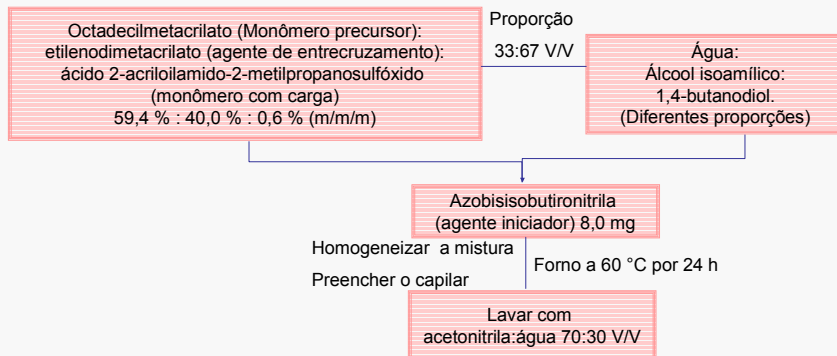 Octadecilmetacrilato (Monômero precursor):
etilenodimetacrilato (agente de entrecruzamento):
ácido 2-acriloilamido-2-metilpropanosulfóxido
(monômero com carga)
59,4 % : 40,0 % : 0,6 % (m/m/m)
Proporção
33:67 V/V
Água:
Álcool isoamílico:
1,4-butanodiol.
(Diferentes proporções)
Azobisisobutironitrila
(agente iniciador) 8,0 mg
Homogeneizar a mistura
Preencher o capilar
Forno a 60 °C por 24 h
Lavar com
acetonitrila:água 70:30 V/V